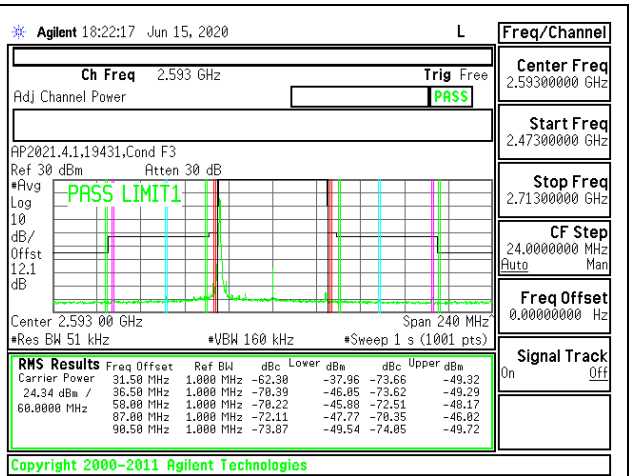 Agilent 18:22:17 Jun 15, 2020 L Freq/Channel
Ch Freq 2.593 GHz Trig Free
Adj Channel Power PASS
AP2021.4.1,19431,Cond F3
Ref 30 dBm Atten 30 dB
#Avg
Log
10
dB/
Offst
12.1
dB
PASS LIMIT1
Center 2.593 00 GHz Span 240 MHz^
#Res BW 51 kHz #VBW 160 kHz #Sweep 1 s (1001 pts)
RMS Results Freq Offset Ref BW dBc Lower dBm dBc Upper dBm
Carrier Power 31.50 MHz 1.000 MHz -62.30 -37.96 -73.66 -49.32
24.34 dBm / 36.50 MHz 1.000 MHz -70.39 -46.05 -73.62 -49.29
60.0000 MHz 58.00 MHz 1.000 MHz -70.22 -45.88 -72.51 -48.17
87.00 MHz 1.000 MHz -72.11 -47.77 -70.35 -46.02
90.50 MHz 1.000 MHz -73.87 -49.54 -74.05 -49.72
Copyright 2000-2011 Agilent Technologies
Center Freq
2.59300000 GHz
Start Freq
2.47300000 GHz
Stop Freq
2.71300000 GHz
CF Step
24.0000000 MHz
Auto Man
Freq Offset
0.00000000 Hz
Signal Track
On Off